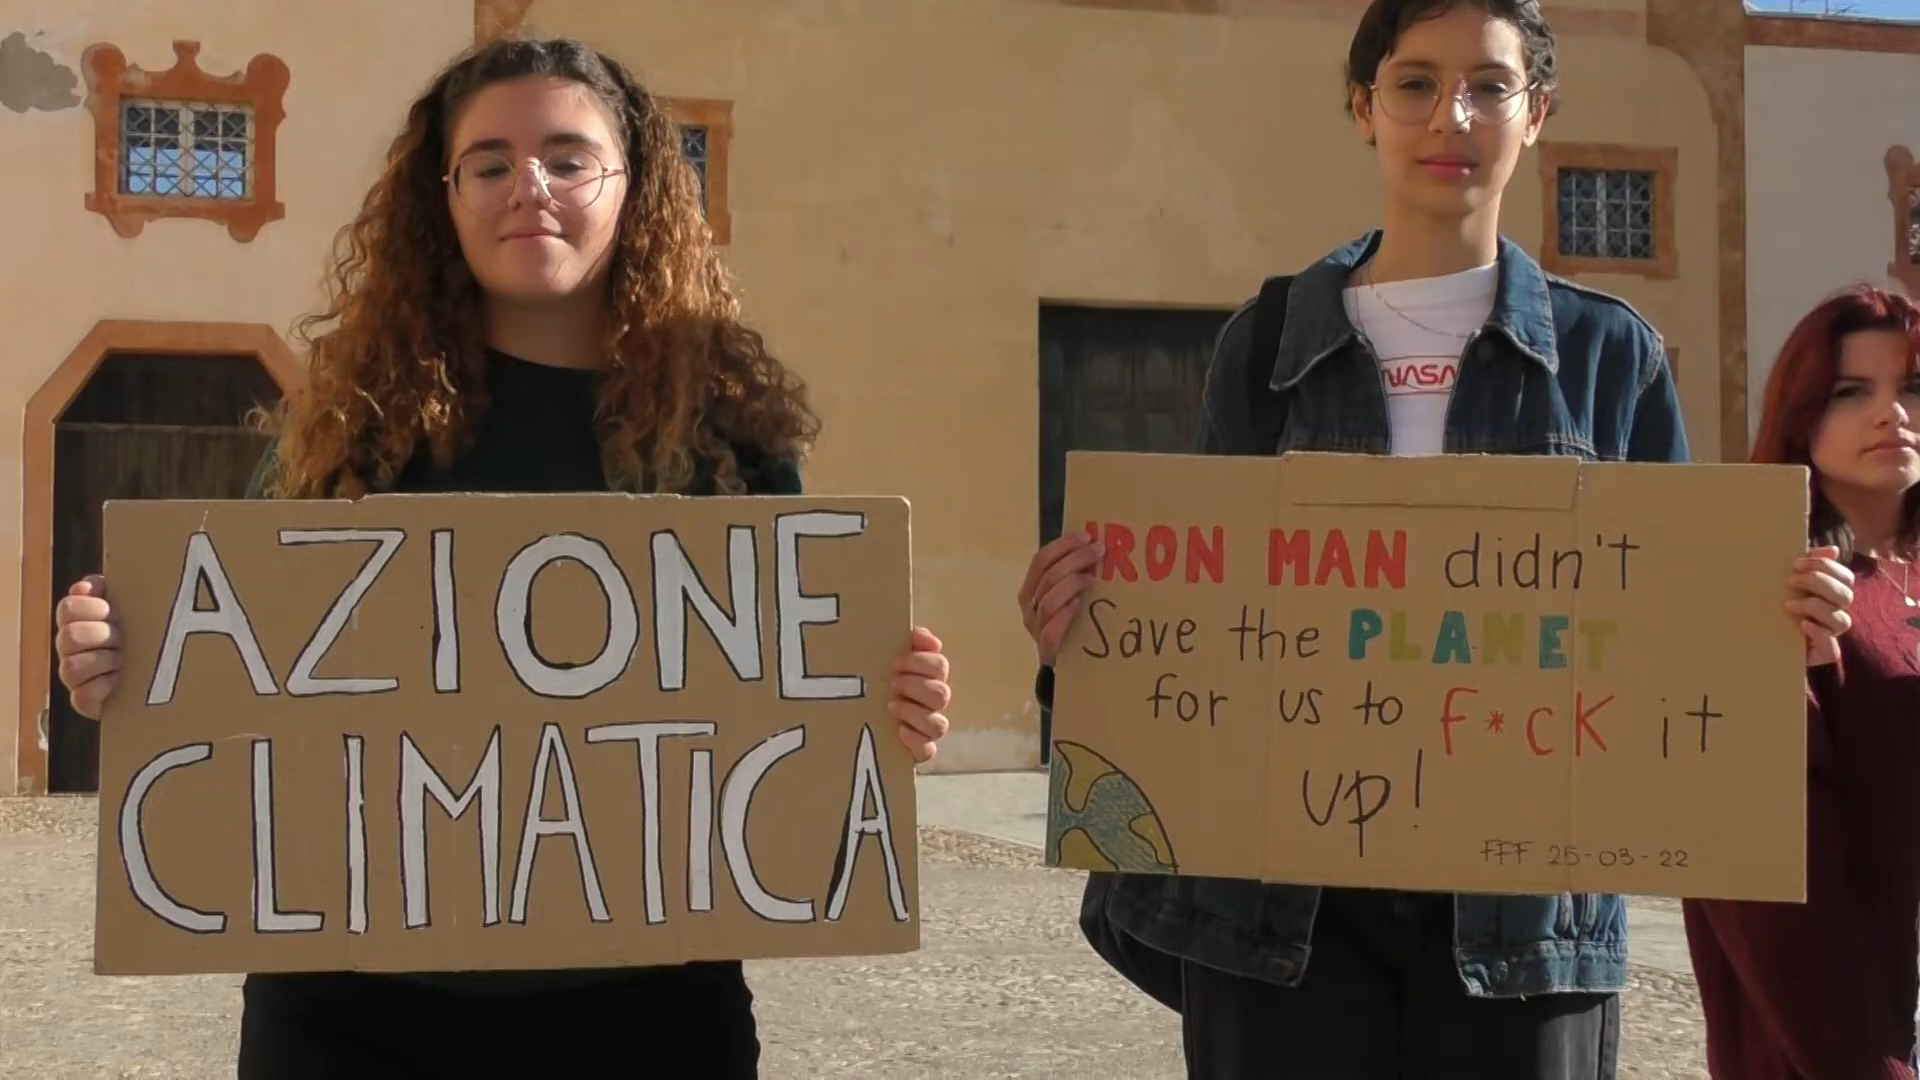 AZIONE
CLIMATICA
NASA
IRON MAN didn't
Save the PLANET
for us to F*CK it
up!
FFF 25-03-22